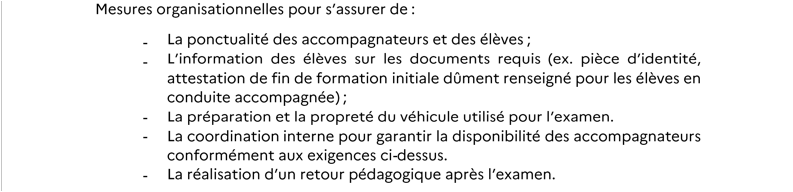 Mesures organisationnelles pour s'assurer de :
- La ponctualité des accompagnateurs et des élèves ;
- L'information des élèves sur les documents requis (ex. pièce d'identité,
attestation de fin de formation initiale dûment renseigné pour les élèves en
conduite accompagnée) ;
- La préparation et la propreté du véhicule utilisé pour l'examen.
- La coordination interne pour garantir la disponibilité des accompagnateurs
conformément aux exigences ci-dessus.
- La réalisation d'un retour pédagogique après l'examen.